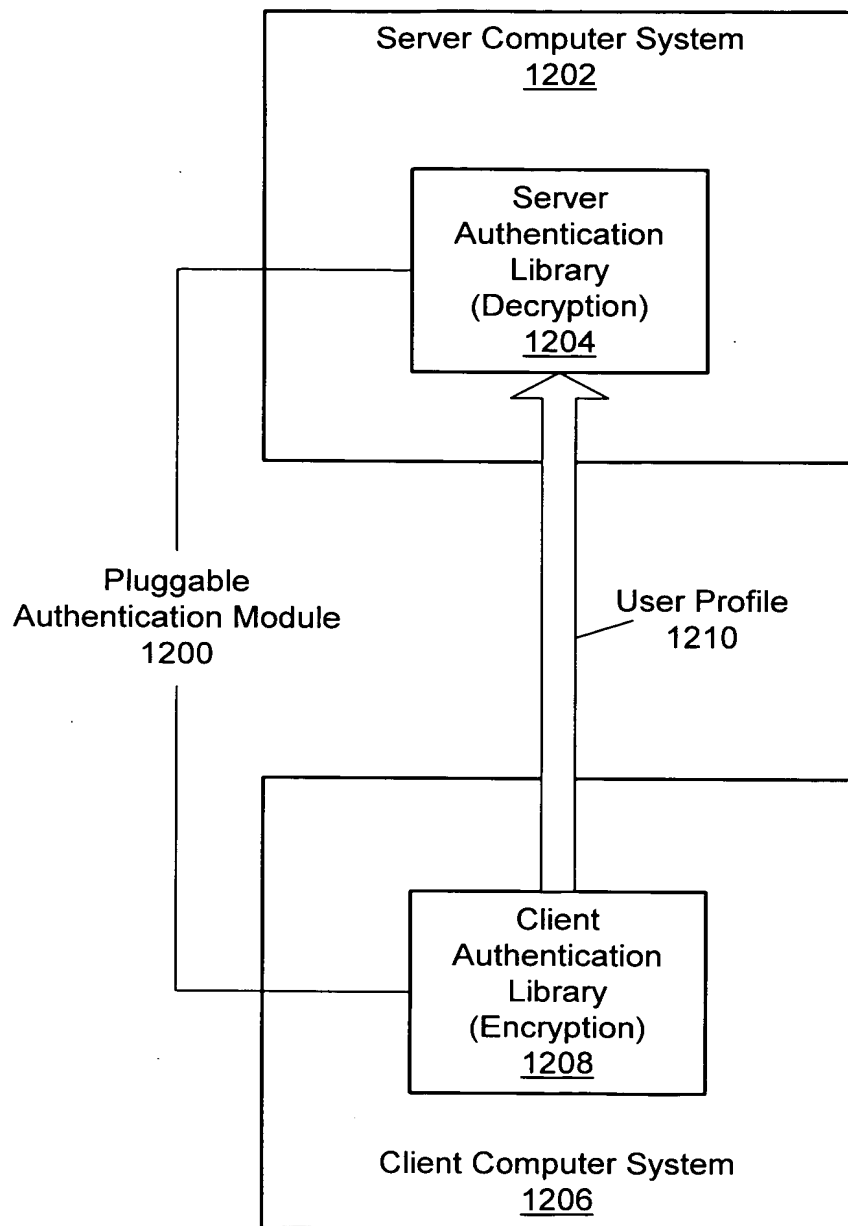 Server Computer System
1202
Server
Authentication
Library
(Decryption)
1204
Pluggable
Authentication Module
1200
User Profile
1210
Client
Authentication
Library
(Encryption)
1208
Client Computer System
1206